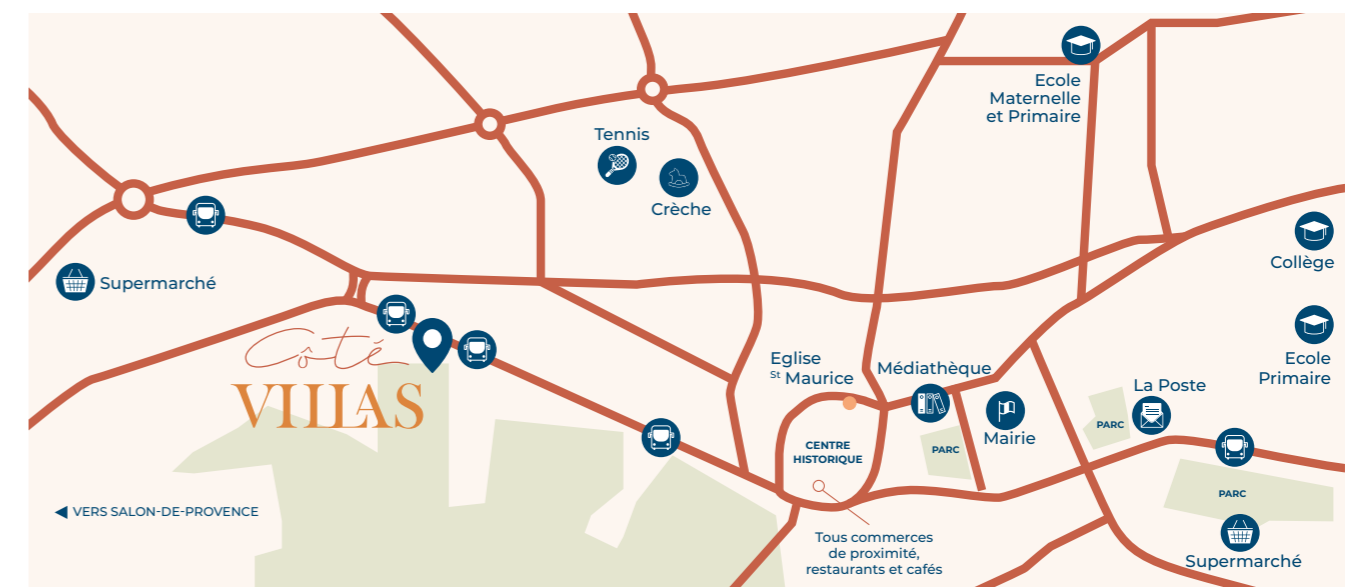 Ecole
Maternelle
et Primaire
Tennis
Crèche
Supermarché
Collège
Côté
VILLAS
Eglise
St Maurice
Médiathèque
Ecole
Primaire
La Poste
Mairie
PARC
PARC
CENTRE
HISTORIQUE
PARC
VERS SALON-DE-PROVENCE
Tous commerces
de proximité,
restaurants et cafés
Supermarché